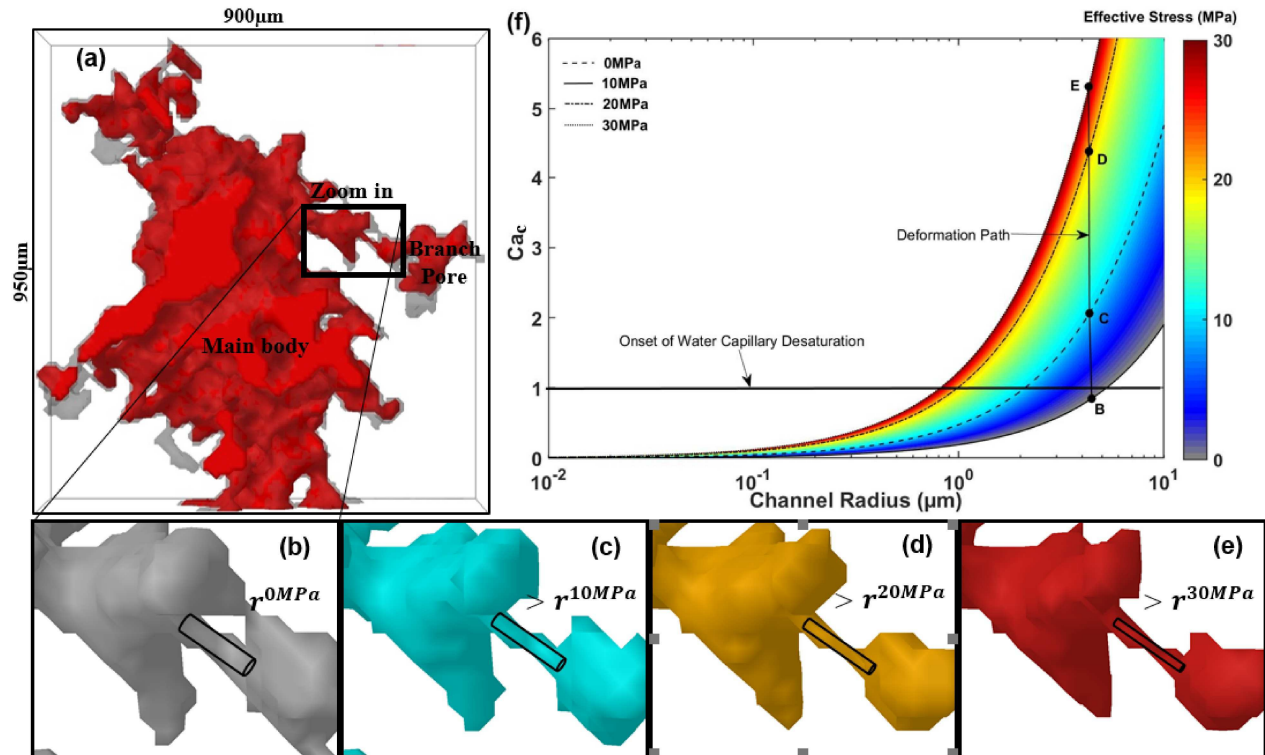 900µm
950µm
(a)
Zoom in
Branch
Pore
Main body
(f)
Effective Stress (MPa)
30
20
10
0
0MPa
10MPa
20MPa
30MPa
6
5
4
3
2
1
0
Ca_c
E
D
C
B
Deformation Path
Onset of Water Capillary Desaturation
10^-2
10^-1
10^0
10^1
Channel Radius (µm)
(b)
r^0MPa
(c)
> r^10MPa
(d)
> r^20MPa
(e)
> r^30MPa